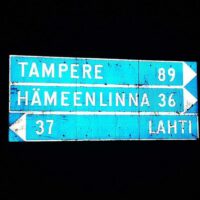 TAMPERE 89
HÄMEENLINNA 36
37 LAHTI